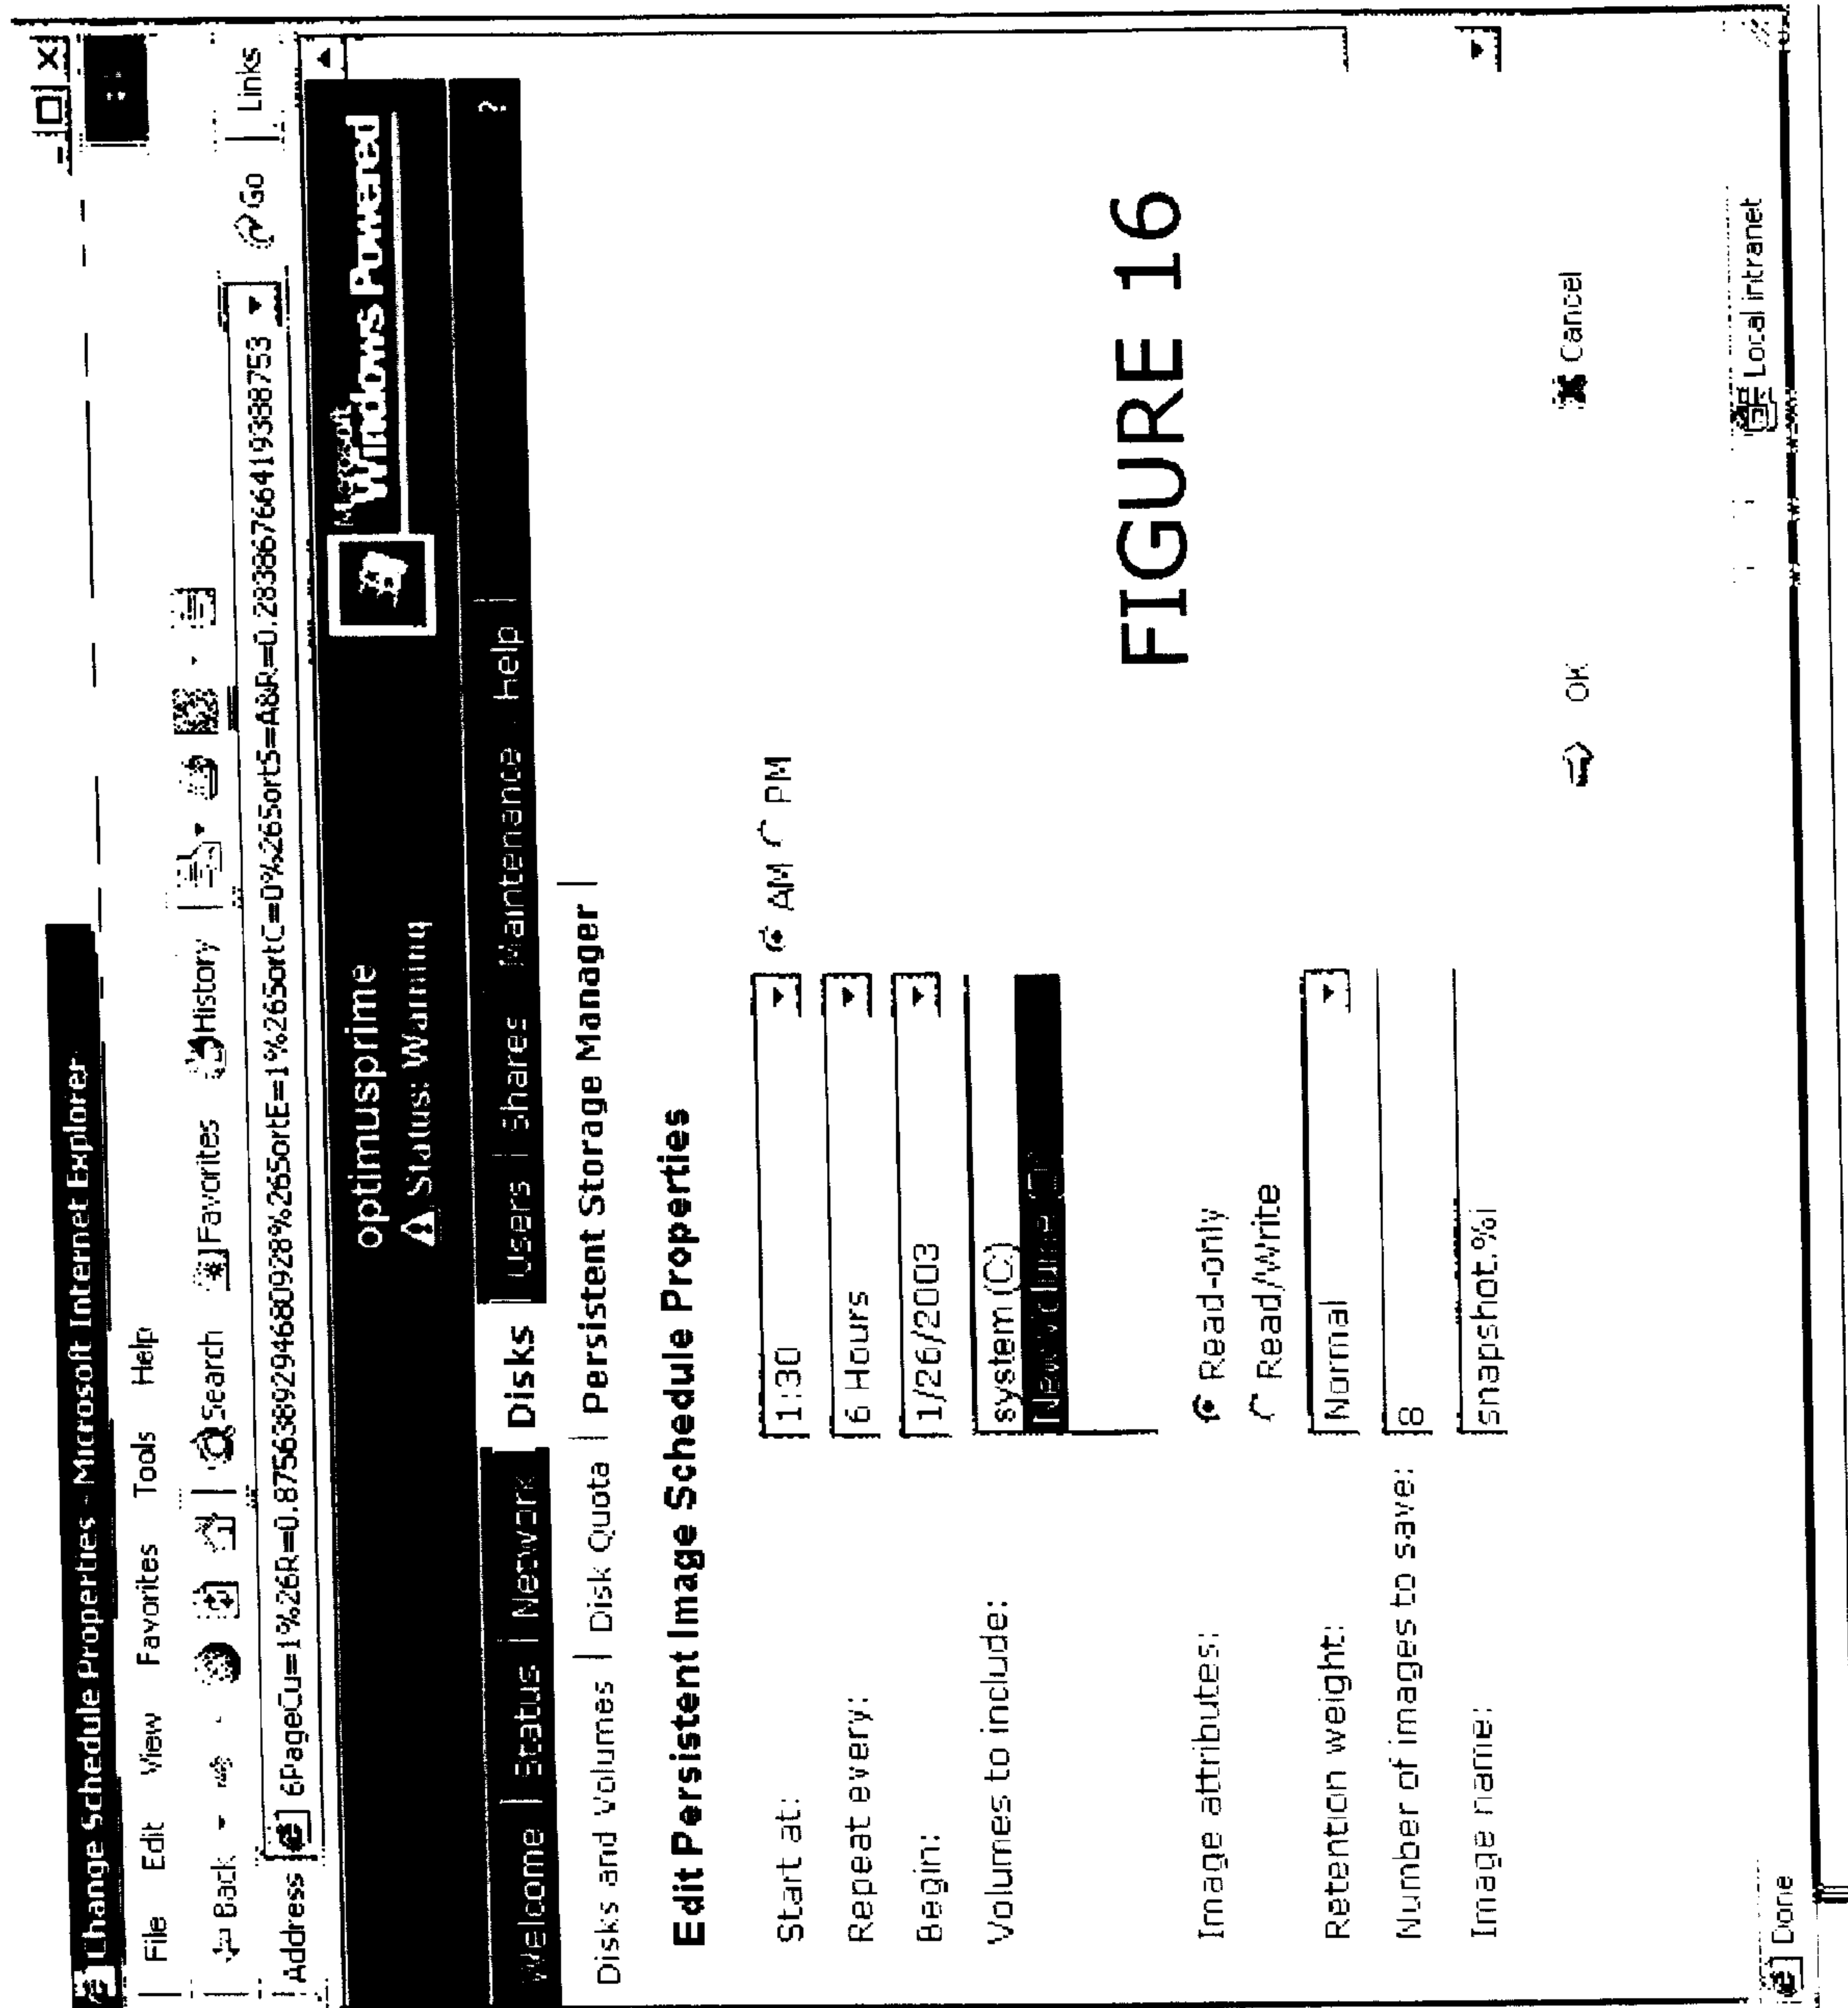 Change Schedule Properties - Microsoft Internet Explorer
File Edit View Favorites Tools Help
Back Search Favorites History
Address 6PageCu=1%26R=0.8756389294680928%26SortE=1%26SortC=0%26SortS=A&R=0.28386766419388753 Go Links
optimusprime
Status: Warning
Microsoft
Windows Powered
Welcome | Status | Network | Disks | Users | Shares | Maintenance | Help | ?
Disks and Volumes | Disk Quota | Persistent Storage Manager |
Edit Persistent Image Schedule Properties
Start at: 1:30 AM PM
Repeat every: 6 Hours
Begin: 1/26/2003
Volumes to include: system (C:)
New Volume
Image attributes: Read-only
Read/Write
Retention weight: Normal
Number of images to save: 8
Image name: snapshot.%i
FIGURE 16
OK Cancel
Done Local intranet